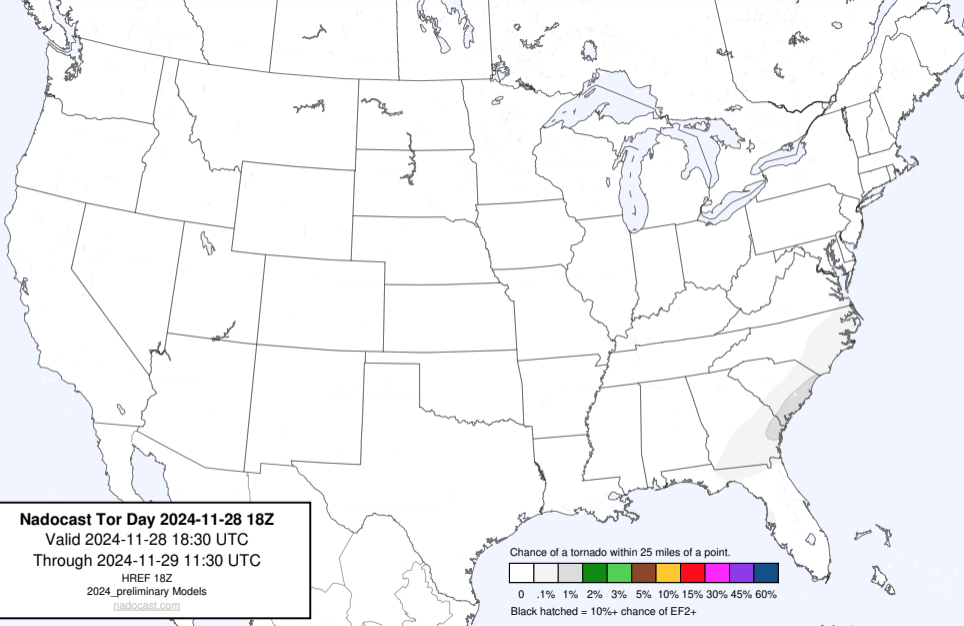 Nadocast Tor Day 2024-11-28 18Z
Valid 2024-11-28 18:30 UTC
Through 2024-11-29 11:30 UTC
HREF 18Z
2024_preliminary Models
nadocast.com
Chance of a tornado within 25 miles of a point.
0 .1% 1% 2% 3% 5% 10% 15% 30% 45% 60%
Black hatched = 10%+ chance of EF2+